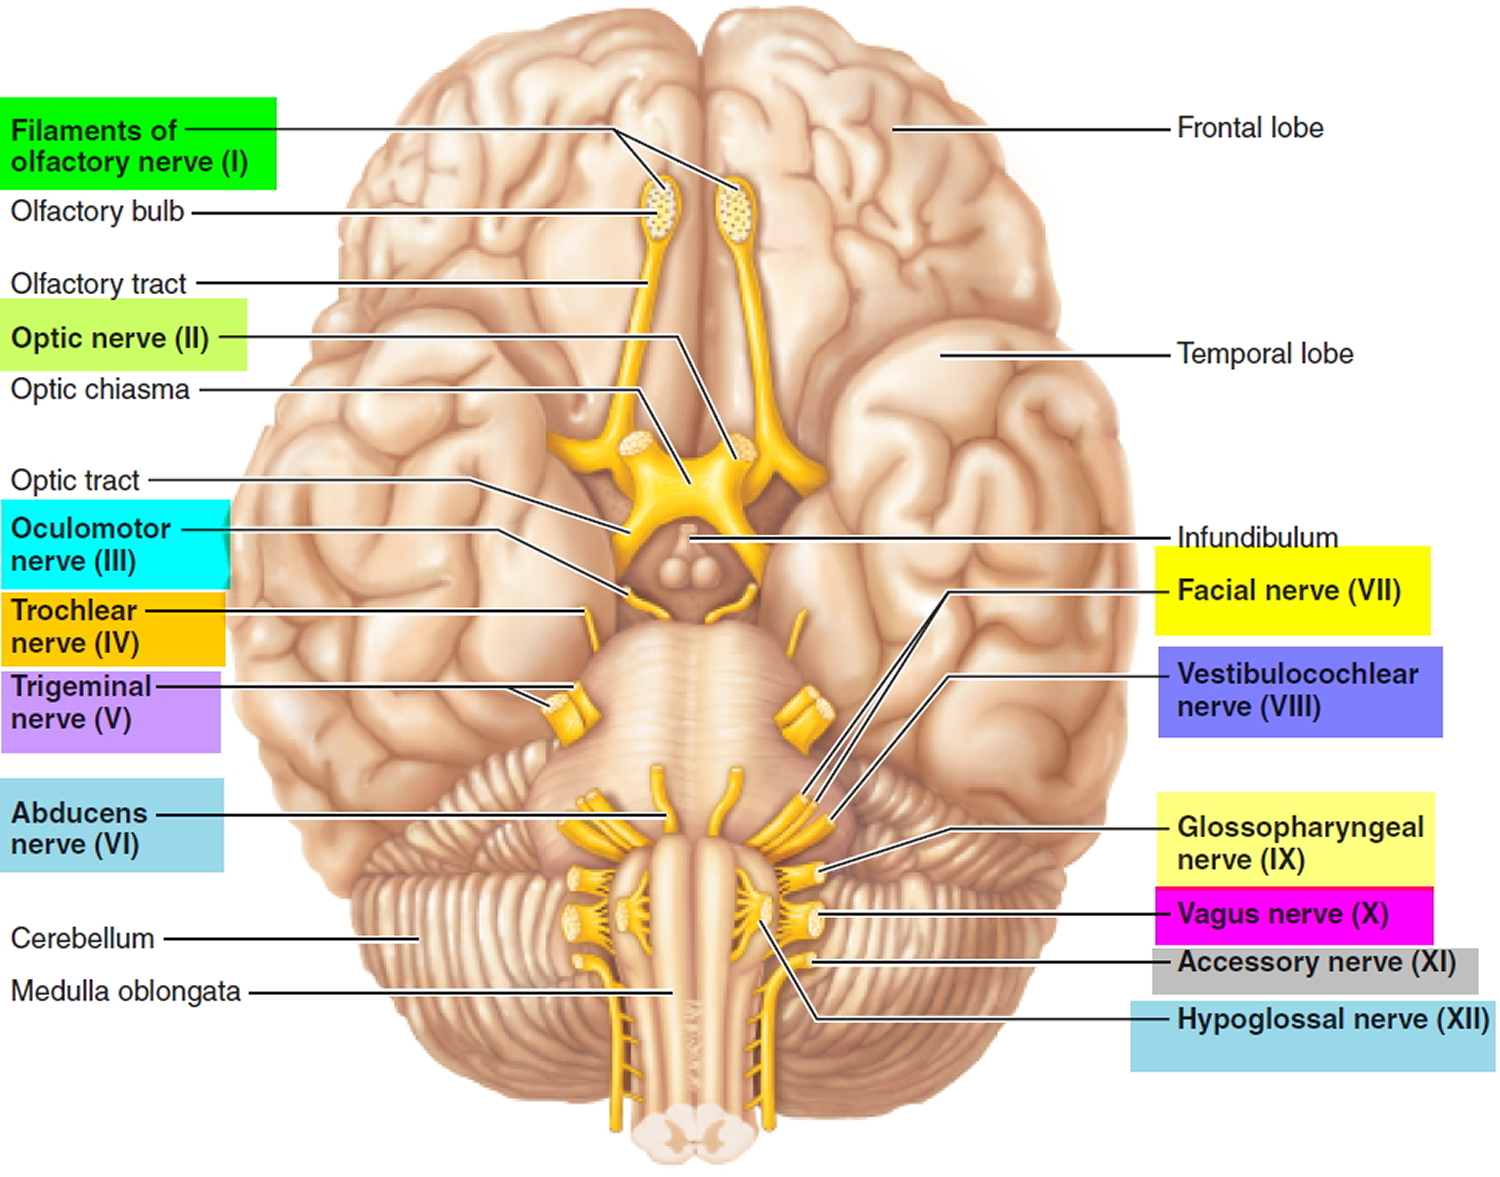 Filaments of
olfactory nerve (I)
Olfactory bulb
Olfactory tract
Optic nerve (II)
Optic chiasma
Optic tract
Oculomotor
nerve (III)
Trochlear
nerve (IV)
Trigeminal
nerve (V)
Abducens
nerve (VI)
Cerebellum
Medulla oblongata
Frontal lobe
Temporal lobe
Infundibulum
Facial nerve (VII)
Vestibulocochlear
nerve (VIII)
Glossopharyngeal
nerve (IX)
Vagus nerve (X)
Accessory nerve (XI)
Hypoglossal nerve (XII)